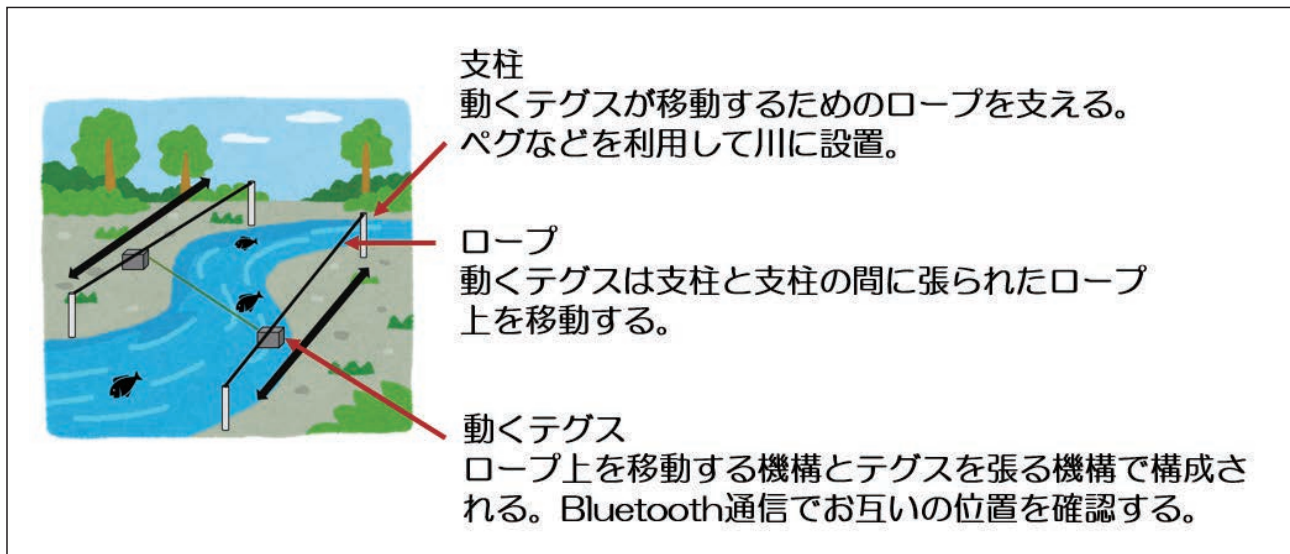 支柱
動くテグスが移動するためのロープを支える。
ペグなどを利用して川に設置。
ロープ
動くテグスは支柱と支柱の間に張られたロープ
上を移動する。
動くテグス
ロープ上を移動する機構とテグスを張る機構で構成さ
れる。Bluetooth通信でお互いの位置を確認する。